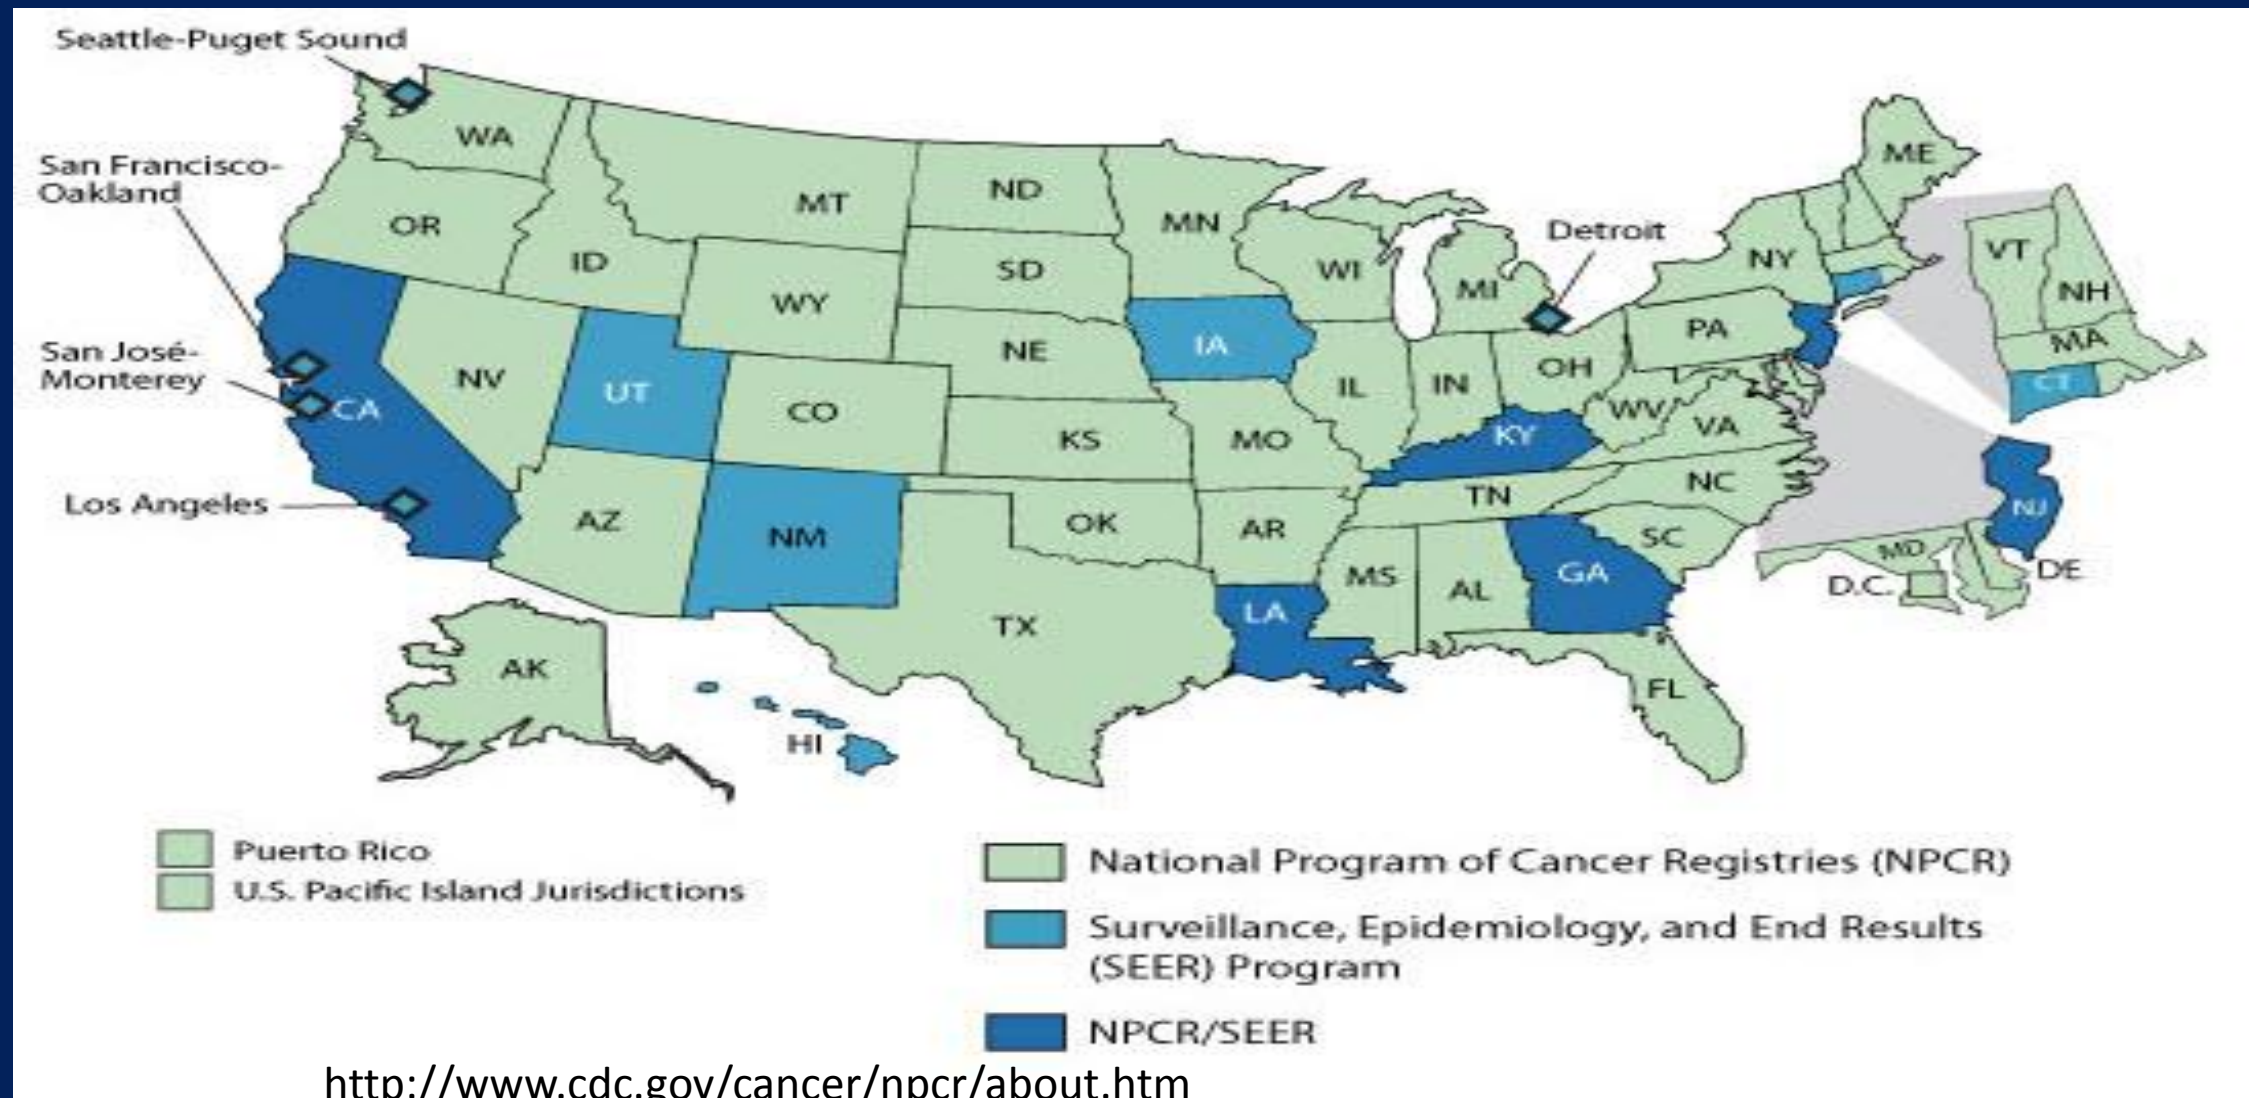 Seattle-Puget Sound
San Francisco-
Oakland
San José-
Monterey
Los Angeles
Detroit
WA
OR
ID
MT
ND
SD
MN
WI
MI
WY
NE
IA
NV
UT
CO
KS
MO
IL
IN
OH
PA
NY
ME
VT
NH
MA
CT
CA
AZ
NM
OK
AR
TN
KY
WV
VA
NC
SC
GA
AL
MS
LA
TX
FL
NJ
MD
D.C.
DE
AK
HI
Puerto Rico
U.S. Pacific Island Jurisdictions
National Program of Cancer Registries (NPCR)
Surveillance, Epidemiology, and End Results
(SEER) Program
NPCR/SEER
http://www.cdc.gov/cancer/npcr/about.htm